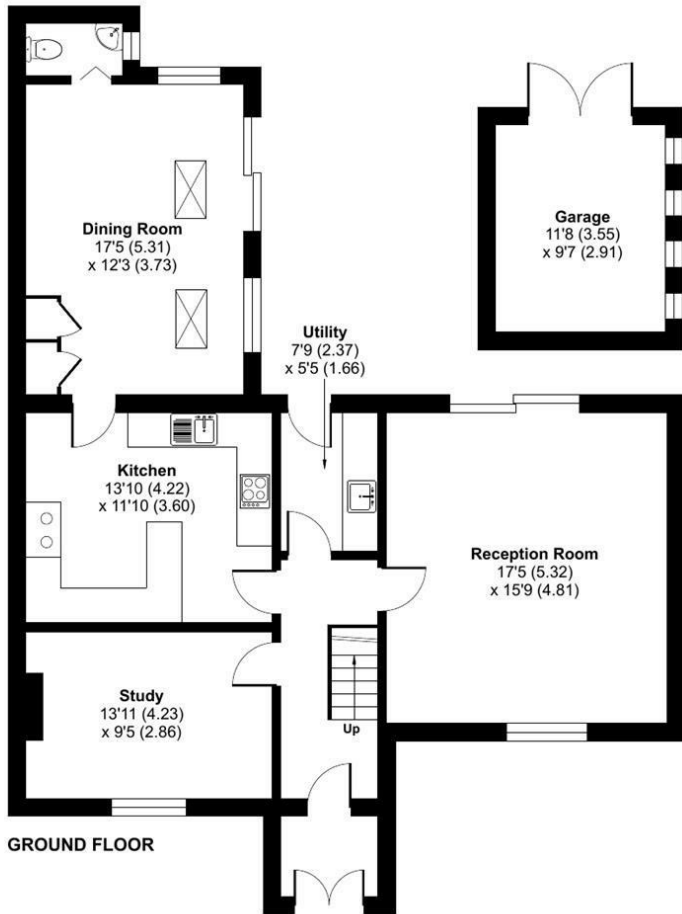 Dining Room
17'5 (5.31)
x 12'3 (3.73)
Garage
11'8 (3.55)
x 9'7 (2.91)
Utility
7'9 (2.37)
x 5'5 (1.66)
Kitchen
13'10 (4.22)
x 11'10 (3.60)
Reception Room
17'5 (5.32)
x 15'9 (4.81)
Study
13'11 (4.23)
x 9'5 (2.86)
Up
GROUND FLOOR